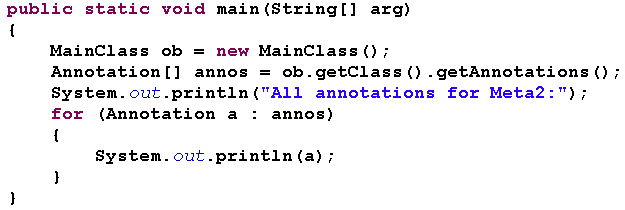 public static void main(String[] arg)
{
    MainClass ob = new MainClass();
    Annotation[] annos = ob.getClass().getAnnotations();
    System.out.println("All annotations for Meta2:");
    for (Annotation a : annos)
    {
        System.out.println(a);
    }
}